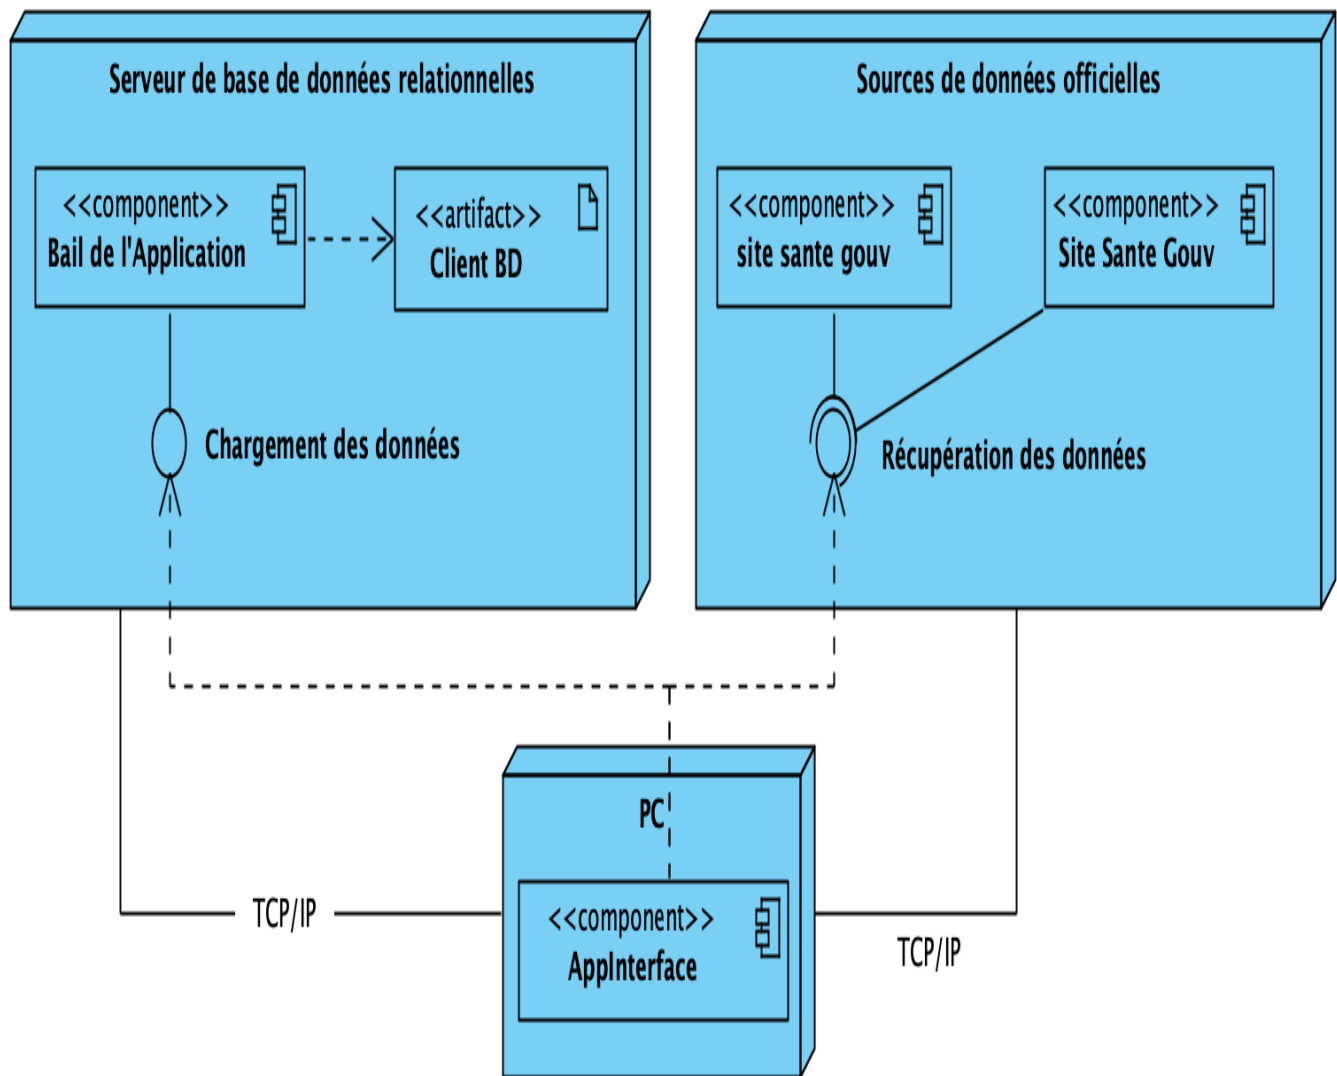 Serveur de base de données relationnelles
<<component>>
Bail de l'Application
<<artifact>>
Client BD
Chargement des données
Sources de données officielles
<<component>>
site sante gouv
<<component>>
Site Sante Gouv
Récupération des données
PC
<<component>>
AppInterface
TCP/IP
TCP/IP